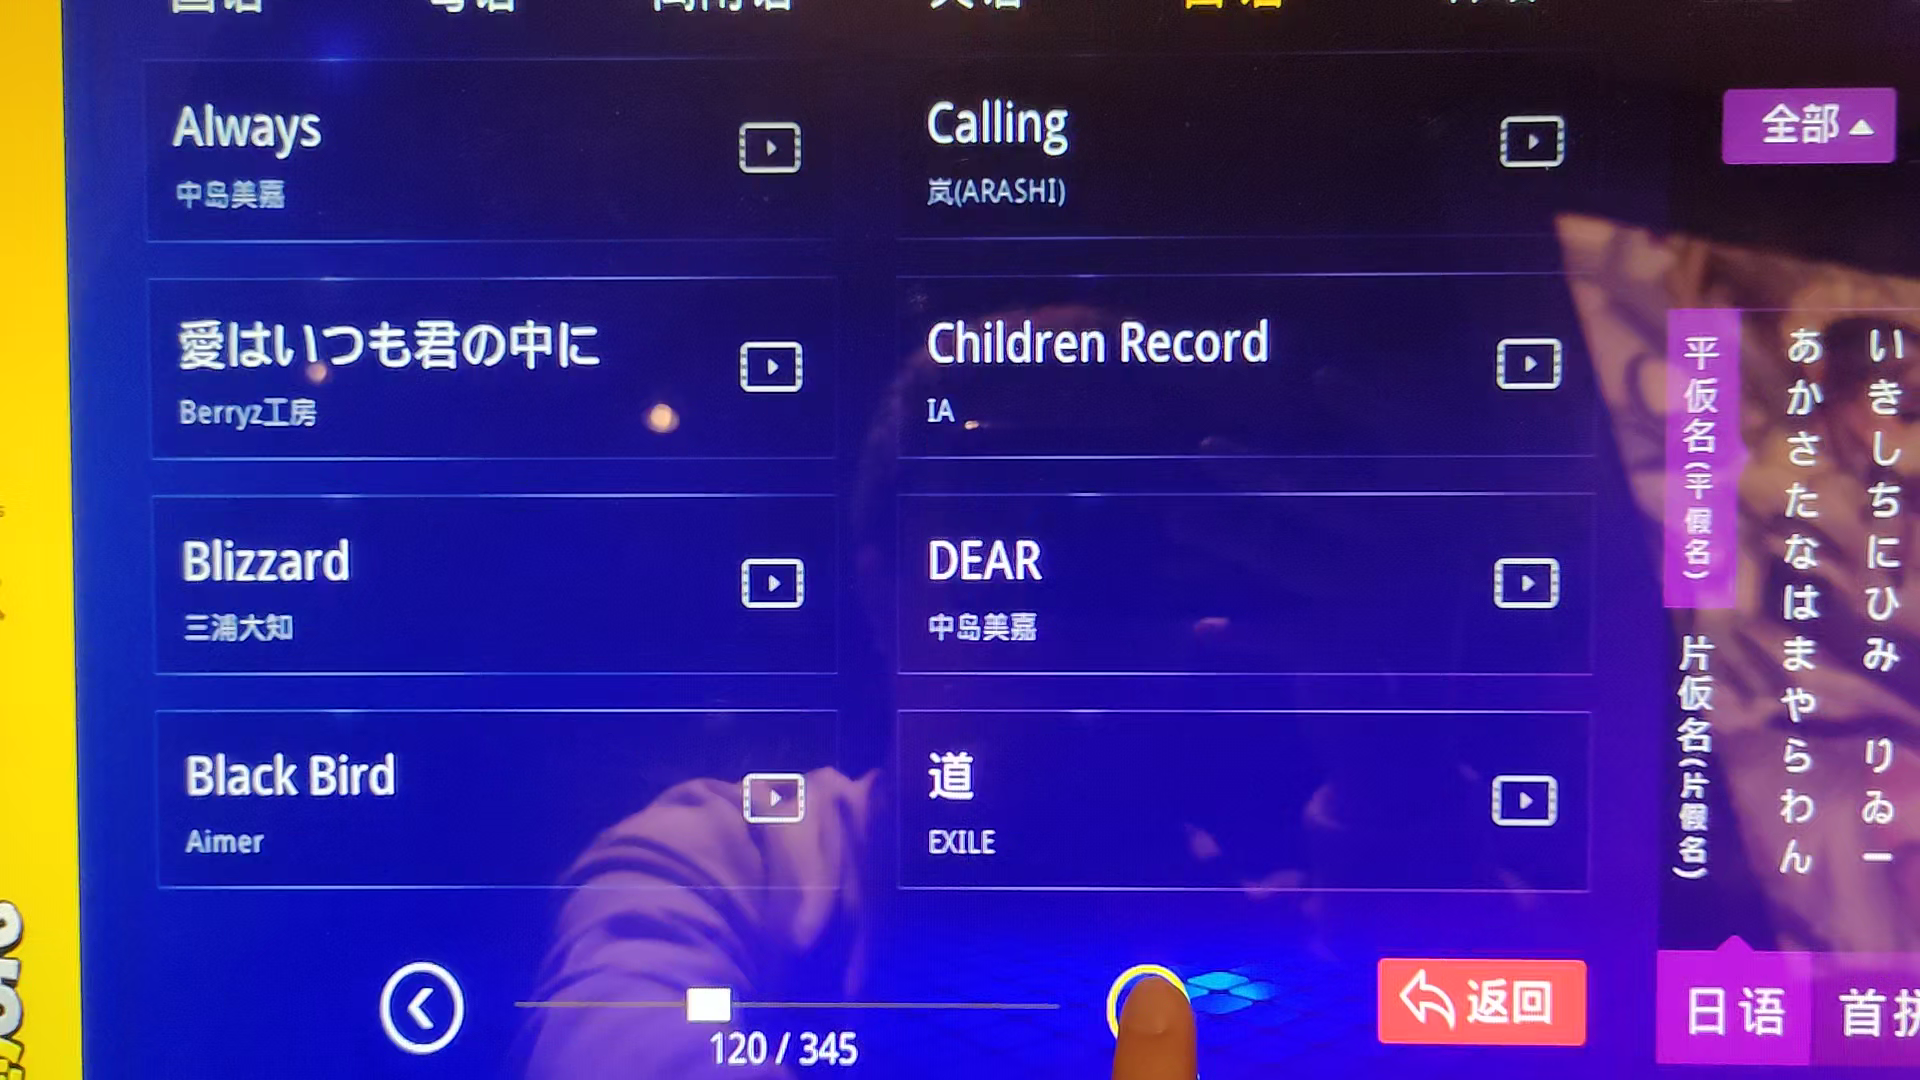 日语
Always
中岛美嘉
Calling
岚(ARASHI)
全部
愛はいつも君の中に
Berryz工房
Children Record
IA
Blizzard
三浦大知
DEAR
中岛美嘉
Black Bird
Aimer
道
EXILE
平仮名(平假名)
片仮名(片假名)
あかさたなはまやらわん
いきしちにひみ りゐー
120 / 345
返回
日语
首拼